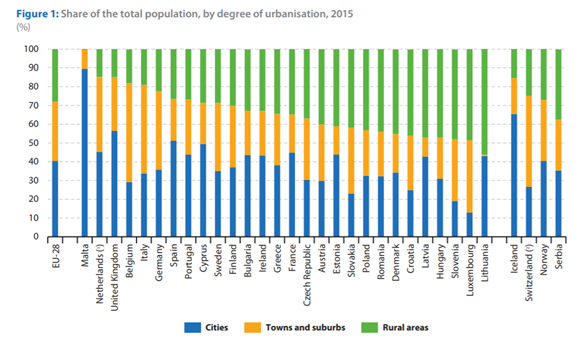 Figure 1: Share of the total population, by degree of urbanisation, 2015
(%)
100
90
80
70
60
50
40
30
20
10
0
EU-28
Malta
Netherlands (¹)
United Kingdom
Belgium
Italy
Germany
Spain
Portugal
Cyprus
Sweden
Finland
Bulgaria
Ireland
Greece
France
Czech Republic
Austria
Estonia
Slovakia
Poland
Romania
Denmark
Croatia
Latvia
Hungary
Slovenia
Luxembourg
Lithuania
Iceland
Switzerland (²)
Norway
Serbia
Cities
Towns and suburbs
Rural areas